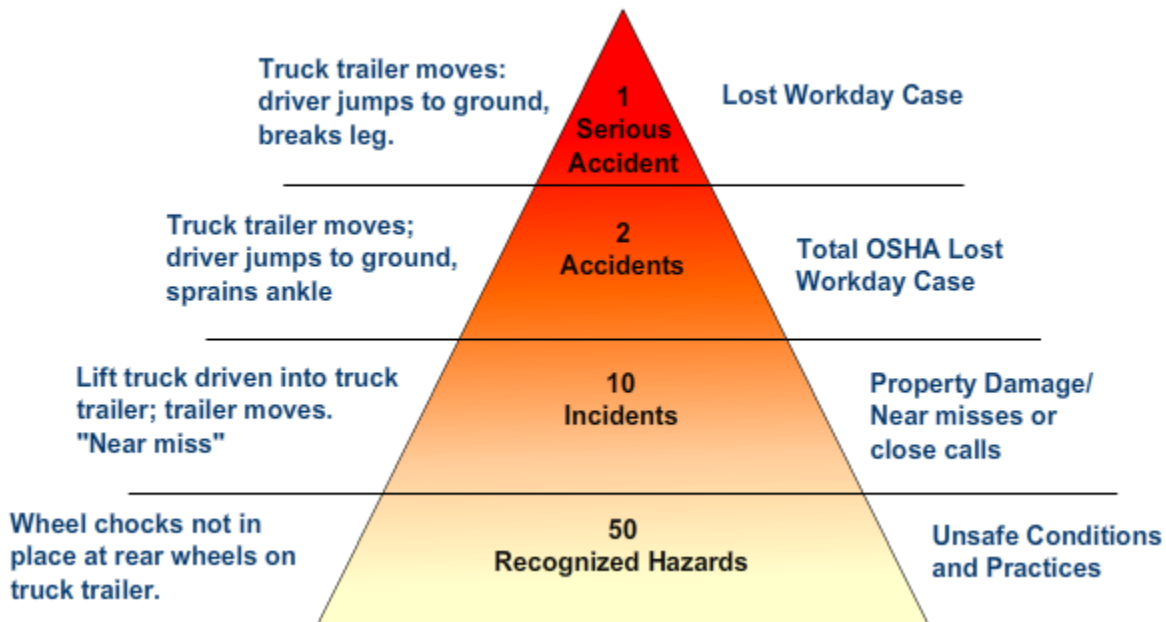 Truck trailer moves:
driver jumps to ground,
breaks leg.
1
Serious
Accident
Lost Workday Case
Truck trailer moves;
driver jumps to ground,
sprains ankle
2
Accidents
Total OSHA Lost
Workday Case
Lift truck driven into truck
trailer; trailer moves.
"Near miss"
10
Incidents
Property Damage/
Near misses or
close calls
Wheel chocks not in
place at rear wheels on
truck trailer.
50
Recognized Hazards
Unsafe Conditions
and Practices